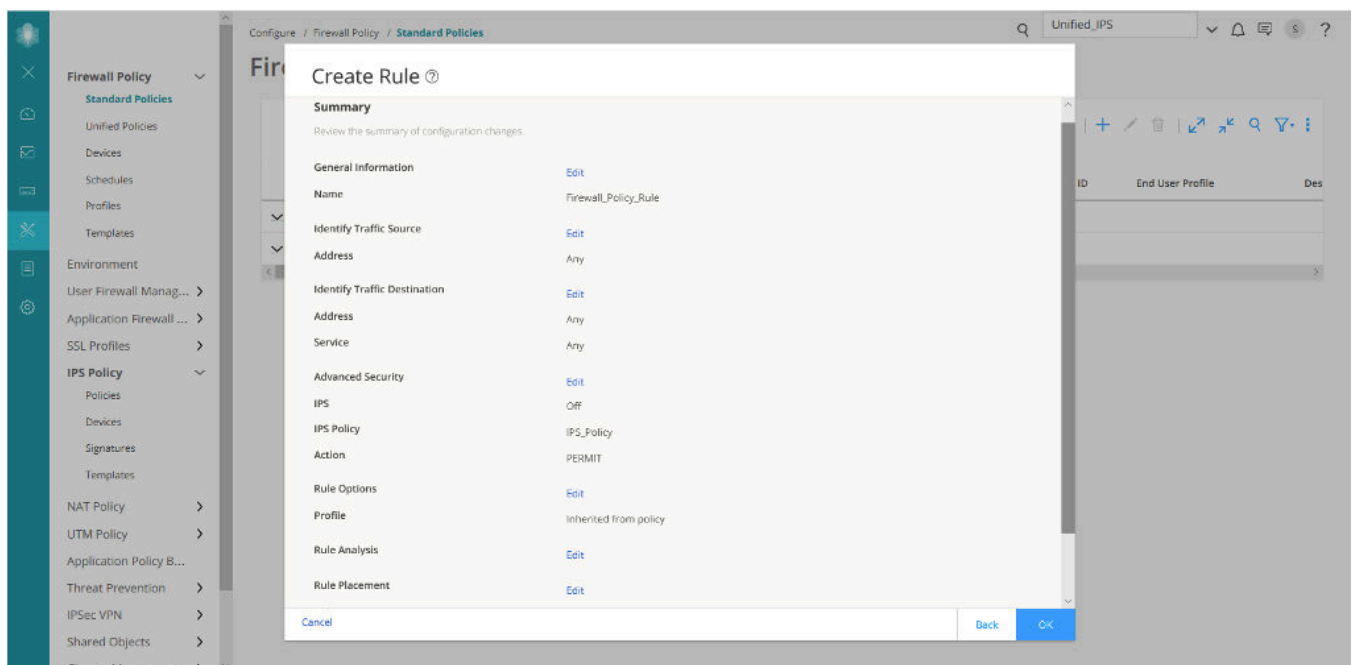 Configure / Firewall Policy / Standard Policies
Unified_IPS
S
?
Fir
Firewall Policy
Standard Policies
Unified Policies
Devices
Schedules
Profiles
Templates
Environment
User Firewall Manag...
Application Firewall ...
SSL Profiles
IPS Policy
Policies
Devices
Signatures
Templates
NAT Policy
UTM Policy
Application Policy B...
Threat Prevention
IPSec VPN
Shared Objects
Create Rule ?
Summary
Review the summary of configuration changes
General Information Edit
Name Firewall_Policy_Rule
Identify Traffic Source Edit
Address Any
Identify Traffic Destination Edit
Address Any
Service Any
Advanced Security Edit
IPS Off
IPS Policy IPS_Policy
Action PERMIT
Rule Options Edit
Profile Inherited from policy
Rule Analysis Edit
Rule Placement Edit
Cancel Back OK
ID End User Profile Des